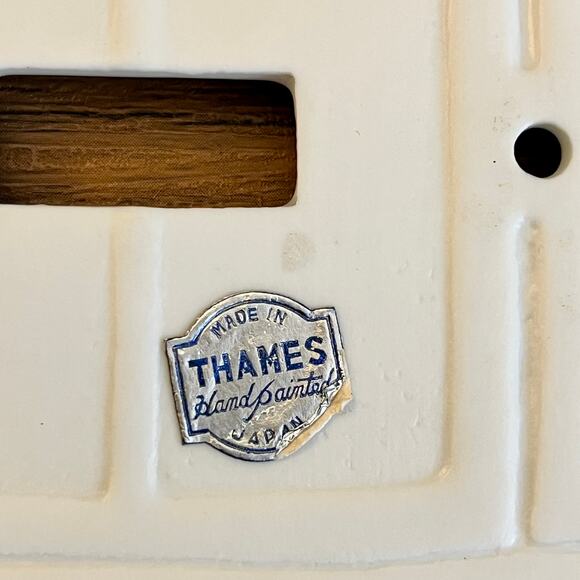 MADE IN
THAMES
Hand painted
JAPAN